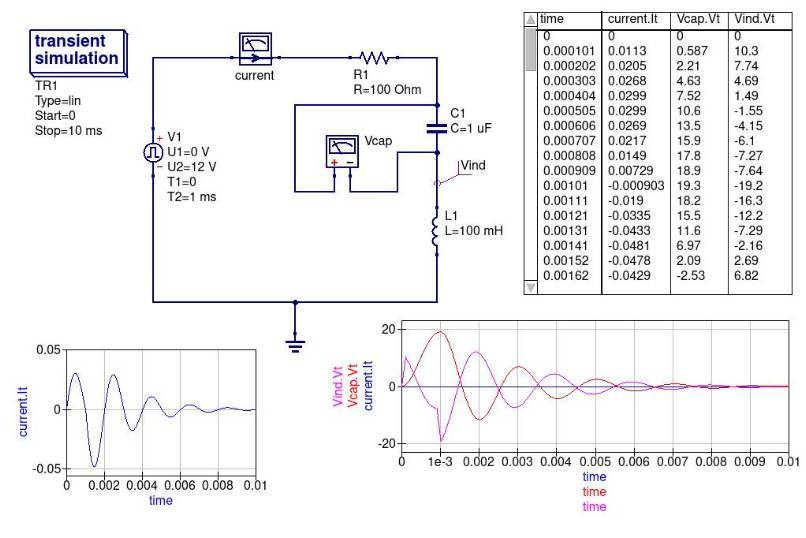 transient
simulation
TR1
Type=lin
Start=0
Stop=10 ms
current
R1
R=100 Ohm
C1
C=1 uF
Vcap
+ -
Vind
+
-
V1
U1=0 V
U2=12 V
T1=0
T2=1 ms
L1
L=100 mH
time current.It Vcap.Vt Vind.Vt
0 0 0 0
0.000101 0.0113 0.587 10.3
0.000202 0.0205 2.21 7.74
0.000303 0.0268 4.63 4.69
0.000404 0.0299 7.52 1.49
0.000505 0.0299 10.6 -1.55
0.000606 0.0269 13.5 -4.15
0.000707 0.0217 15.9 -6.1
0.000808 0.0149 17.8 -7.27
0.000909 0.00729 18.9 -7.64
0.00101 -0.000903 19.3 -19.2
0.00111 -0.019 18.2 -16.3
0.00121 -0.0335 15.5 -12.2
0.00131 -0.0433 11.6 -7.29
0.00141 -0.0481 6.97 -2.16
0.00152 -0.0478 2.09 2.69
0.00162 -0.0429 -2.53 6.82
0.05
0
-0.05
current.It
0 0.002 0.004 0.006 0.008 0.01
time
20
0
-20
Vind.Vt
Vcap.Vt
current.It
0 1e-3 0.002 0.003 0.004 0.005 0.006 0.007 0.008 0.009 0.01
time
time
time